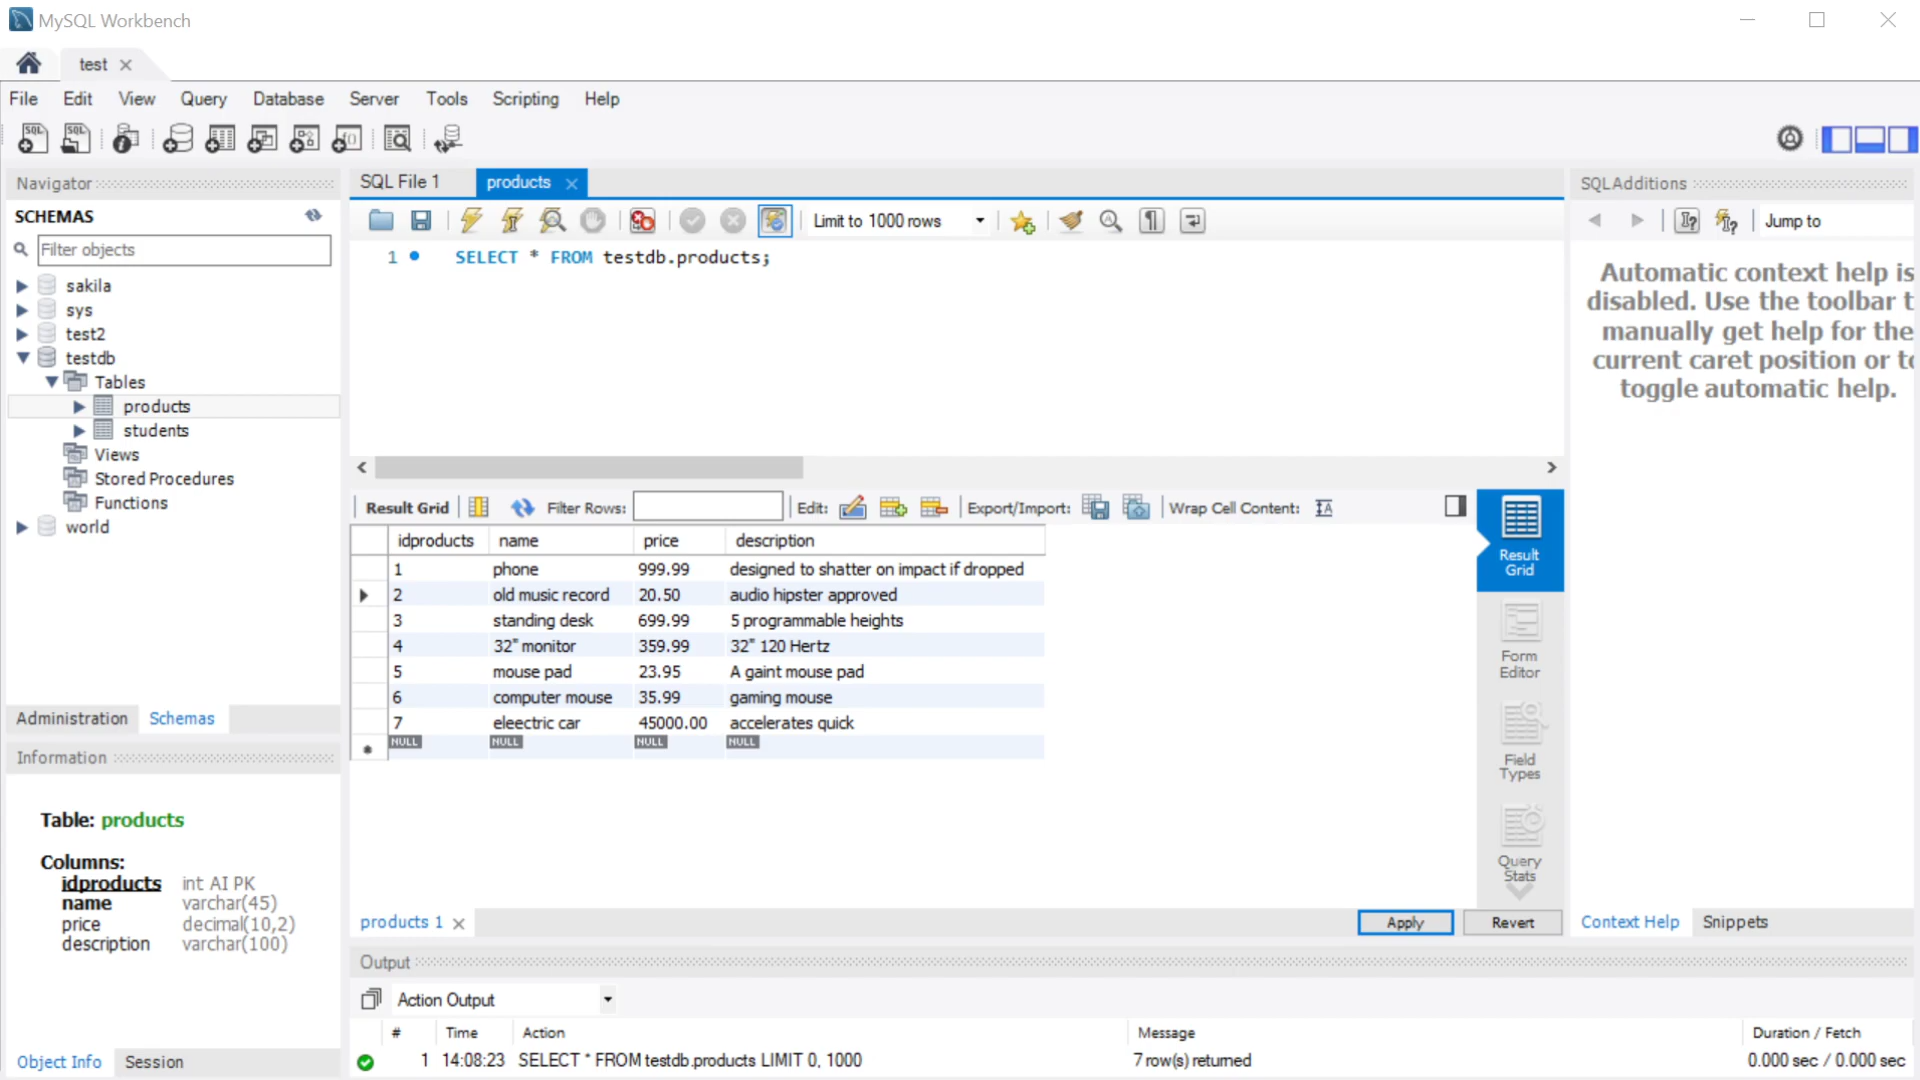 MySQL Workbench
test
File Edit View Query Database Server Tools Scripting Help
Navigator
SCHEMAS
Filter objects
sakila
sys
test2
testdb
Tables
products
students
Views
Stored Procedures
Functions
world
Administration Schemas
Information
Table: products
Columns:
idproducts int AI PK
name varchar(45)
price decimal(10,2)
description varchar(100)
Object Info Session
SQL File 1 products
Limit to 1000 rows
1 SELECT * FROM testdb.products;
Result Grid Filter Rows: Edit: Export/Import: Wrap Cell Content:
idproducts name price description
1 phone 999.99 designed to shatter on impact if dropped
2 old music record 20.50 audio hipster approved
3 standing desk 699.99 5 programmable heights
4 32" monitor 359.99 32" 120 Hertz
5 mouse pad 23.95 A gaint mouse pad
6 computer mouse 35.99 gaming mouse
7 eleectric car 45000.00 accelerates quick
NULL NULL NULL NULL
Result
Grid
Form
Editor
Field
Types
Query
Stats
products 1 Apply Revert
SQLAdditions
Jump to
Automatic context help is
disabled. Use the toolbar t
manually get help for the
current caret position or to
toggle automatic help.
Context Help Snippets
Output
Action Output
# Time Action Message Duration / Fetch
1 14:08:23 SELECT * FROM testdb.products LIMIT 0, 1000 7 row(s) returned 0.000 sec / 0.000 sec